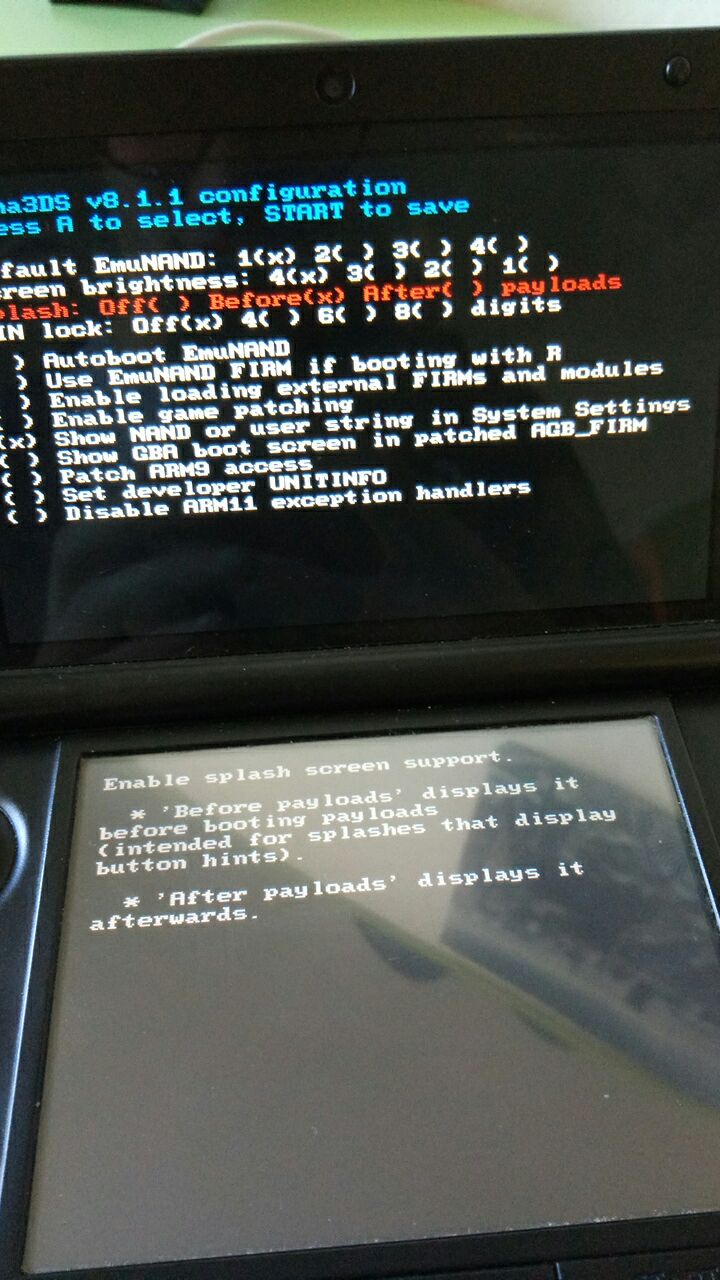 na3DS v8.1.1 configuration
ess A to select, START to save
fault EmuNAND: 1(x) 2( ) 3( ) 4( )
reen brightness: 4(x) 3( ) 2( ) 1( )
plash: Off( ) Before(x) After( ) payloads
IN lock: Off(x) 4( ) 6( ) 8( ) digits
) Autoboot EmuNAND
) Use EmuNAND FIRM if booting with R
) Enable loading external FIRMs and modules
( ) Enable game patching
(x) Show NAND or user string in System Settings
( ) Show GBA boot screen in patched AGB_FIRM
( ) Patch ARM9 access
( ) Set developer UNITINFO
( ) Disable ARM11 exception handlers
Enable splash screen support.
* 'Before payloads' displays it
before booting payloads
(intended for splashes that display
button hints).
* 'After payloads' displays it
afterwards.